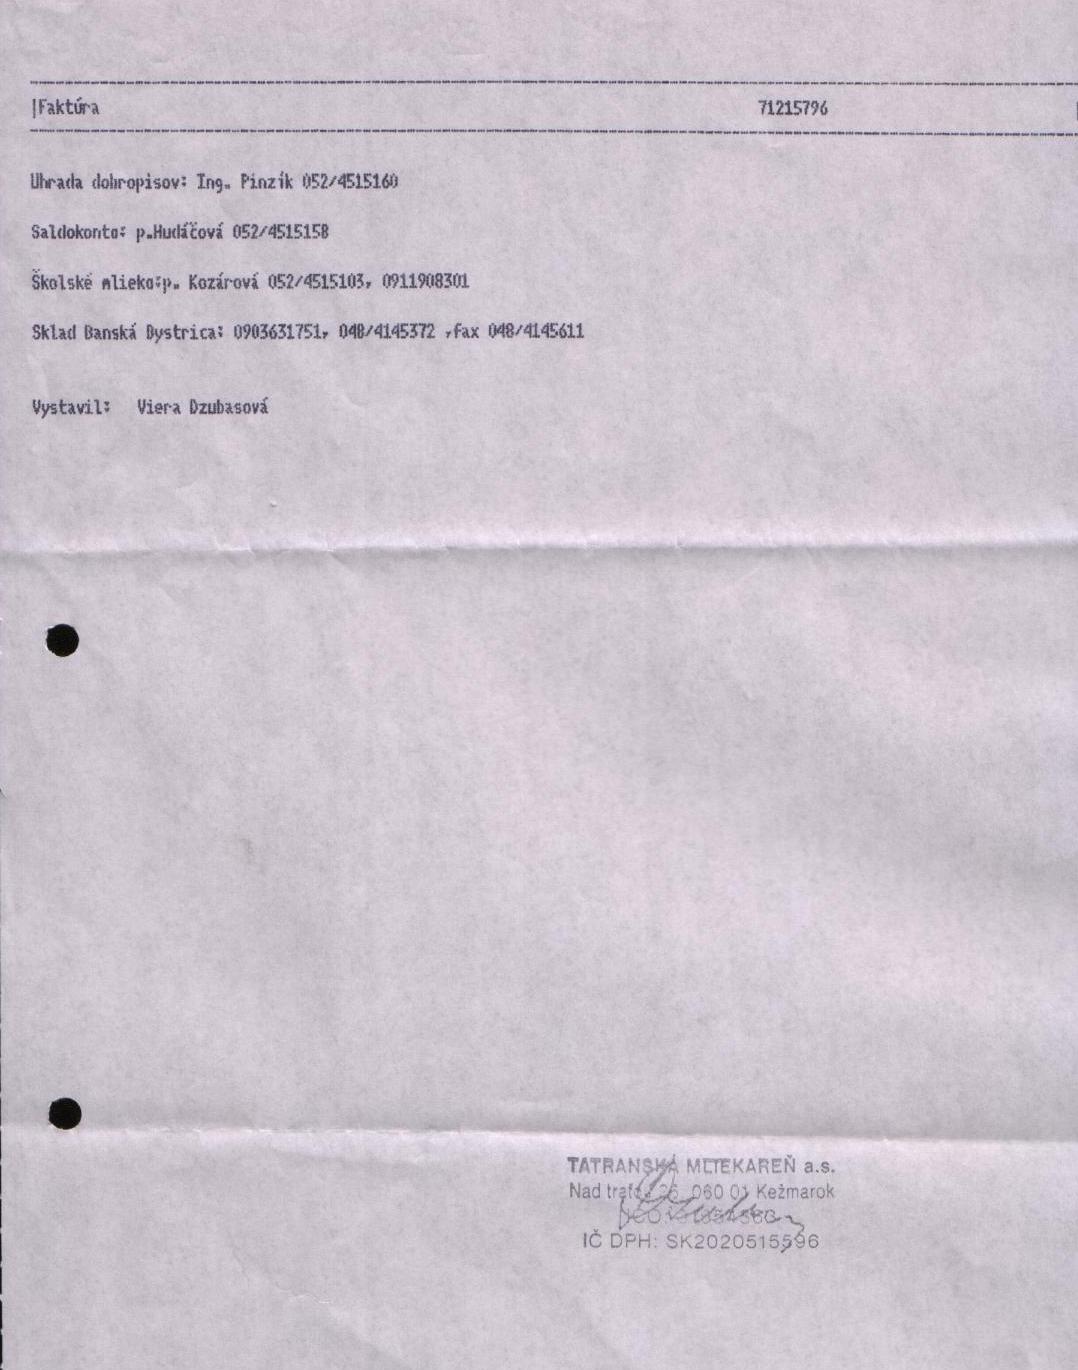 |Faktúra 71215796 |
Uhrada dobropisov: Ing. Pinzík 052/4515160
Saldokonto: p.Hudáčová 052/4515158
Školské mlieko:p. Kozárová 052/4515103, 0911908301
Sklad Banská Bystrica: 0903631751, 048/4145372 ,fax 048/4145611
Vystavil: Viera Dzubasová
TATRANSKÁ MLIEKAREŇ a.s.
Nad traťou 26, 060 01 Kežmarok
IČO
IČ DPH: SK2020515596